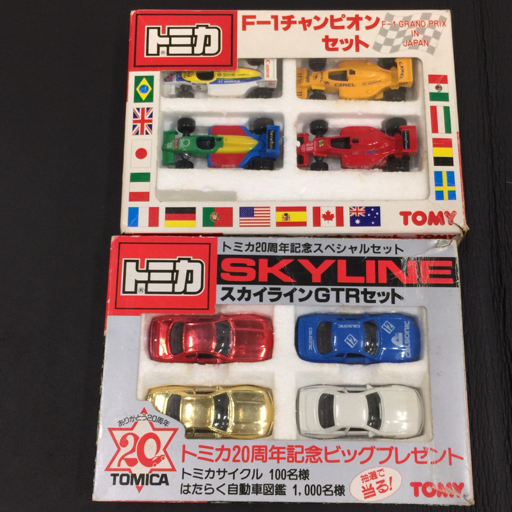 トミカ
F-1チャンピオン
セット
F-1 GRAND PRIX
IN
JAPAN
Canon
CAMEL
TOMY
トミカ20周年記念スペシャルセット
トミカ
SKYLINE
スカイラインGTRセット
CALSONIC
ありがとう20周年
20
TOMICA
トミカ20周年記念ビッグプレゼント
トミカサイクル 100名様
はたらく自動車図鑑 1,000名様
抽選で
当る!
TOMY